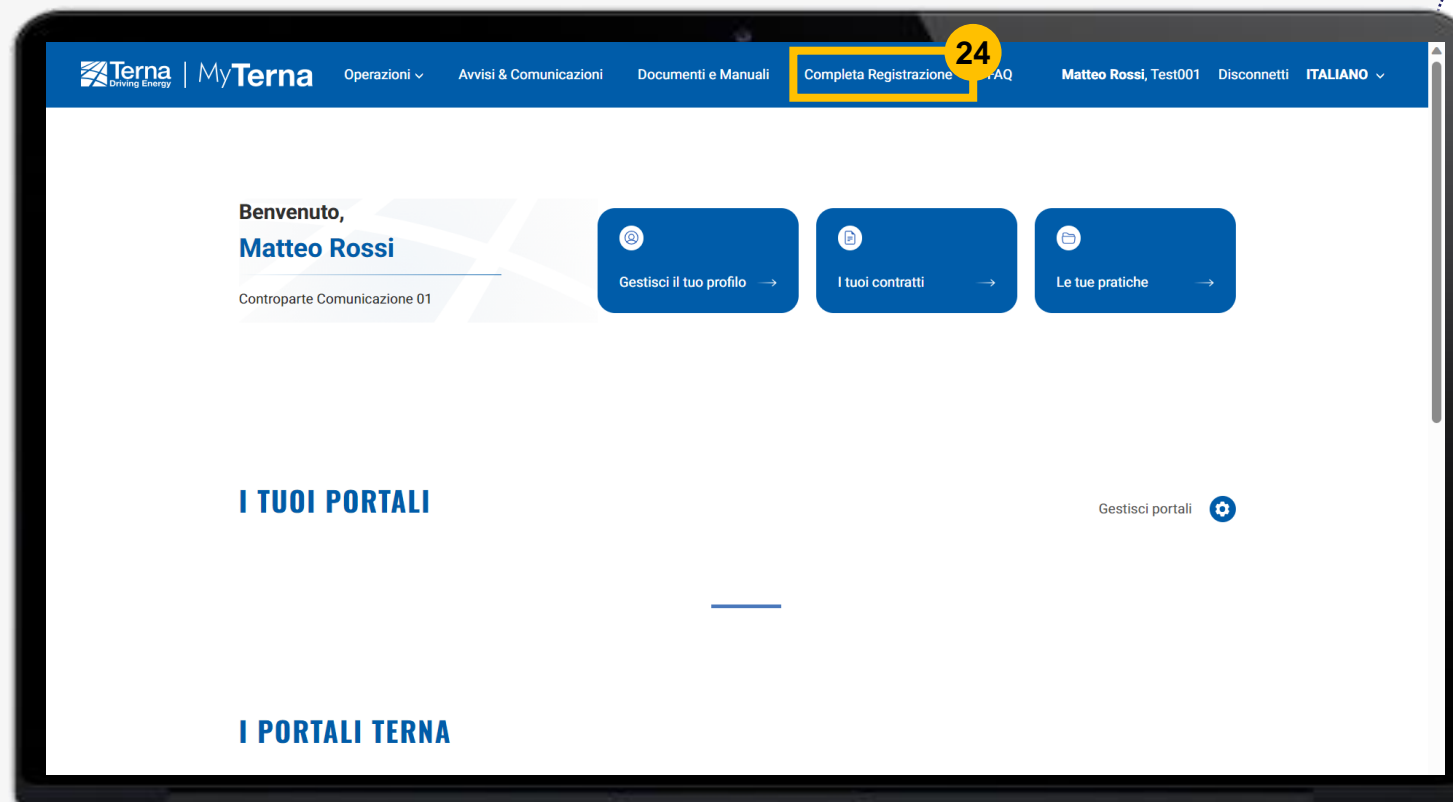 24
Terna
Driving Energy
MyTerna
Operazioni
Avvisi & Comunicazioni
Documenti e Manuali
Completa Registrazione
FAQ
Matteo Rossi, Test001
Disconnetti
ITALIANO
Benvenuto,
Matteo Rossi
Controparte Comunicazione 01
Gestisci il tuo profilo
I tuoi contratti
Le tue pratiche
I TUOI PORTALI
Gestisci portali
I PORTALI TERNA